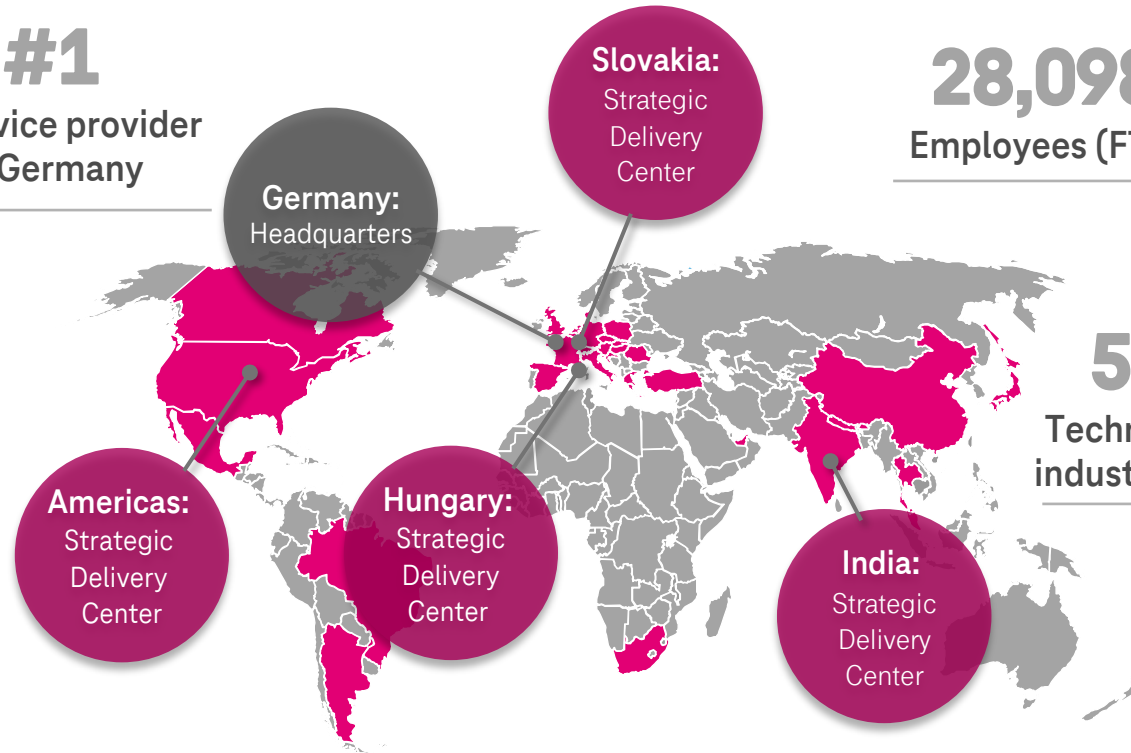 #1
vice provider
Germany
Slovakia:
Strategic
Delivery
Center
28,098
Employees (F
Germany:
Headquarters
5
Techn
indust
Americas:
Strategic
Delivery
Center
Hungary:
Strategic
Delivery
Center
India:
Strategic
Delivery
Center